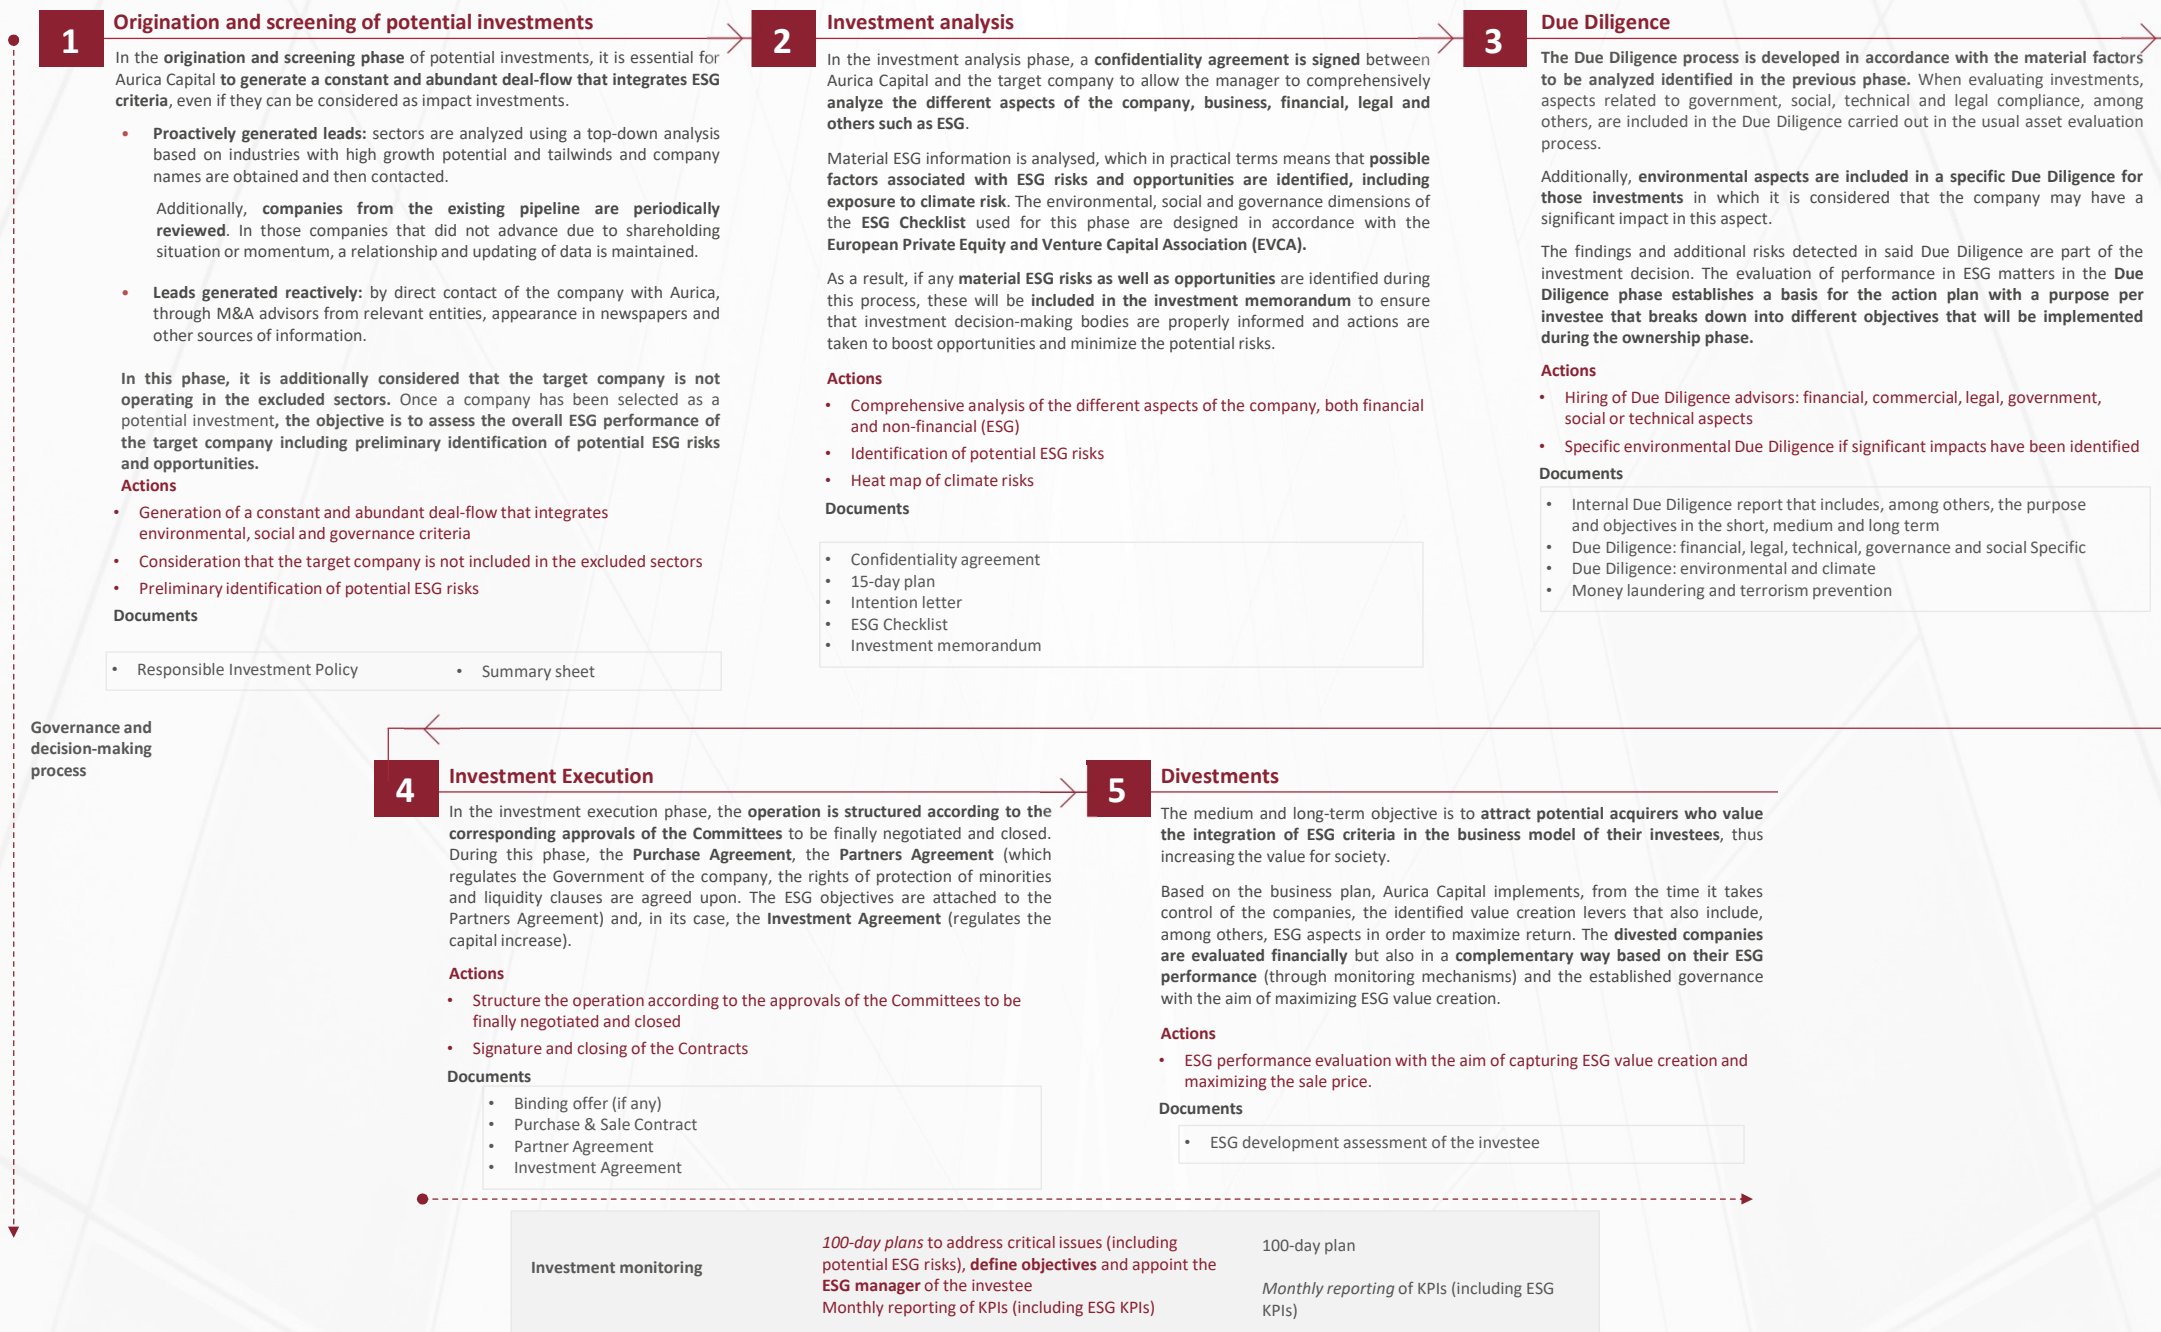 1
Origination and screening of potential investments
In the origination and screening phase of potential investments, it is essential for
Aurica Capital to generate a constant and abundant deal-flow that integrates ESG
criteria, even if they can be considered as impact investments.
• Proactively generated leads: sectors are analyzed using a top-down analysis
based on industries with high growth potential and tailwinds and company
names are obtained and then contacted.
Additionally, companies from the existing pipeline are periodically
reviewed. In those companies that did not advance due to shareholding
situation or momentum, a relationship and updating of data is maintained.
• Leads generated reactively: by direct contact of the company with Aurica,
through M&A advisors from relevant entities, appearance in newspapers and
other sources of information.
In this phase, it is additionally considered that the target company is not
operating in the excluded sectors. Once a company has been selected as a
potential investment, the objective is to assess the overall ESG performance of
the target company including preliminary identification of potential ESG risks
and opportunities.
Actions
• Generation of a constant and abundant deal-flow that integrates
environmental, social and governance criteria
• Consideration that the target company is not included in the excluded sectors
• Preliminary identification of potential ESG risks
Documents
• Responsible Investment Policy
• Summary sheet
2
Investment analysis
In the investment analysis phase, a confidentiality agreement is signed between
Aurica Capital and the target company to allow the manager to comprehensively
analyze the different aspects of the company, business, financial, legal and
others such as ESG.
Material ESG information is analysed, which in practical terms means that possible
factors associated with ESG risks and opportunities are identified, including
exposure to climate risk. The environmental, social and governance dimensions of
the ESG Checklist used for this phase are designed in accordance with the
European Private Equity and Venture Capital Association (EVCA).
As a result, if any material ESG risks as well as opportunities are identified during
this process, these will be included in the investment memorandum to ensure
that investment decision-making bodies are properly informed and actions are
taken to boost opportunities and minimize the potential risks.
Actions
• Comprehensive analysis of the different aspects of the company, both financial
and non-financial (ESG)
• Identification of potential ESG risks
• Heat map of climate risks
Documents
• Confidentiality agreement
• 15-day plan
• Intention letter
• ESG Checklist
• Investment memorandum
3
Due Diligence
The Due Diligence process is developed in accordance with the material factors
to be analyzed identified in the previous phase. When evaluating investments,
aspects related to government, social, technical and legal compliance, among
others, are included in the Due Diligence carried out in the usual asset evaluation
process.
Additionally, environmental aspects are included in a specific Due Diligence for
those investments in which it is considered that the company may have a
significant impact in this aspect.
The findings and additional risks detected in said Due Diligence are part of the
investment decision. The evaluation of performance in ESG matters in the Due
Diligence phase establishes a basis for the action plan with a purpose per
investee that breaks down into different objectives that will be implemented
during the ownership phase.
Actions
• Hiring of Due Diligence advisors: financial, commercial, legal, government,
social or technical aspects
• Specific environmental Due Diligence if significant impacts have been identified
Documents
• Internal Due Diligence report that includes, among others, the purpose
and objectives in the short, medium and long term
• Due Diligence: financial, legal, technical, governance and social Specific
• Due Diligence: environmental and climate
• Money laundering and terrorism prevention
Governance and
decision-making
process
4
Investment Execution
In the investment execution phase, the operation is structured according to the
corresponding approvals of the Committees to be finally negotiated and closed.
During this phase, the Purchase Agreement, the Partners Agreement (which
regulates the Government of the company, the rights of protection of minorities
and liquidity clauses are agreed upon. The ESG objectives are attached to the
Partners Agreement) and, in its case, the Investment Agreement (regulates the
capital increase).
Actions
• Structure the operation according to the approvals of the Committees to be
finally negotiated and closed
• Signature and closing of the Contracts
Documents
• Binding offer (if any)
• Purchase & Sale Contract
• Partner Agreement
• Investment Agreement
5
Divestments
The medium and long-term objective is to attract potential acquirers who value
the integration of ESG criteria in the business model of their investees, thus
increasing the value for society.
Based on the business plan, Aurica Capital implements, from the time it takes
control of the companies, the identified value creation levers that also include,
among others, ESG aspects in order to maximize return. The divested companies
are evaluated financially but also in a complementary way based on their ESG
performance (through monitoring mechanisms) and the established governance
with the aim of maximizing ESG value creation.
Actions
• ESG performance evaluation with the aim of capturing ESG value creation and
maximizing the sale price.
Documents
• ESG development assessment of the investee
Investment monitoring
100-day plans to address critical issues (including
potential ESG risks), define objectives and appoint the
ESG manager of the investee
Monthly reporting of KPIs (including ESG KPIs)
100-day plan
Monthly reporting of KPIs (including ESG
KPIs)